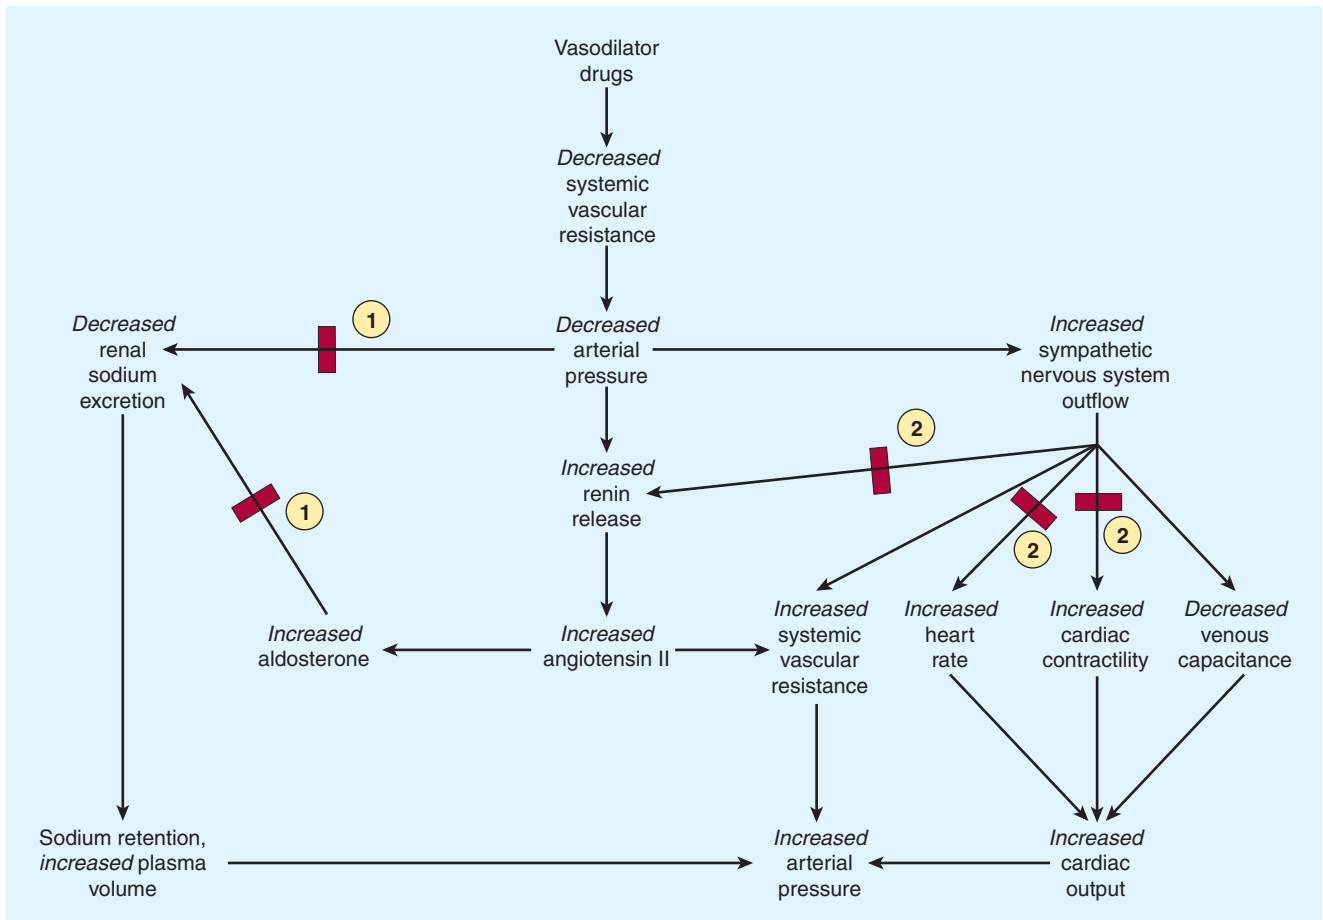 Vasodilator
drugs
Decreased
systemic
vascular
resistance
Decreased
renal
sodium
excretion
1
Decreased
arterial
pressure
Increased
sympathetic
nervous system
outflow
2
Increased
renin
release
1
2
2
Increased
aldosterone
Increased
angiotensin II
Increased
systemic
vascular
resistance
Increased
heart
rate
Increased
cardiac
contractility
Decreased
venous
capacitance
Sodium retention,
increased plasma
volume
Increased
arterial
pressure
Increased
cardiac
output